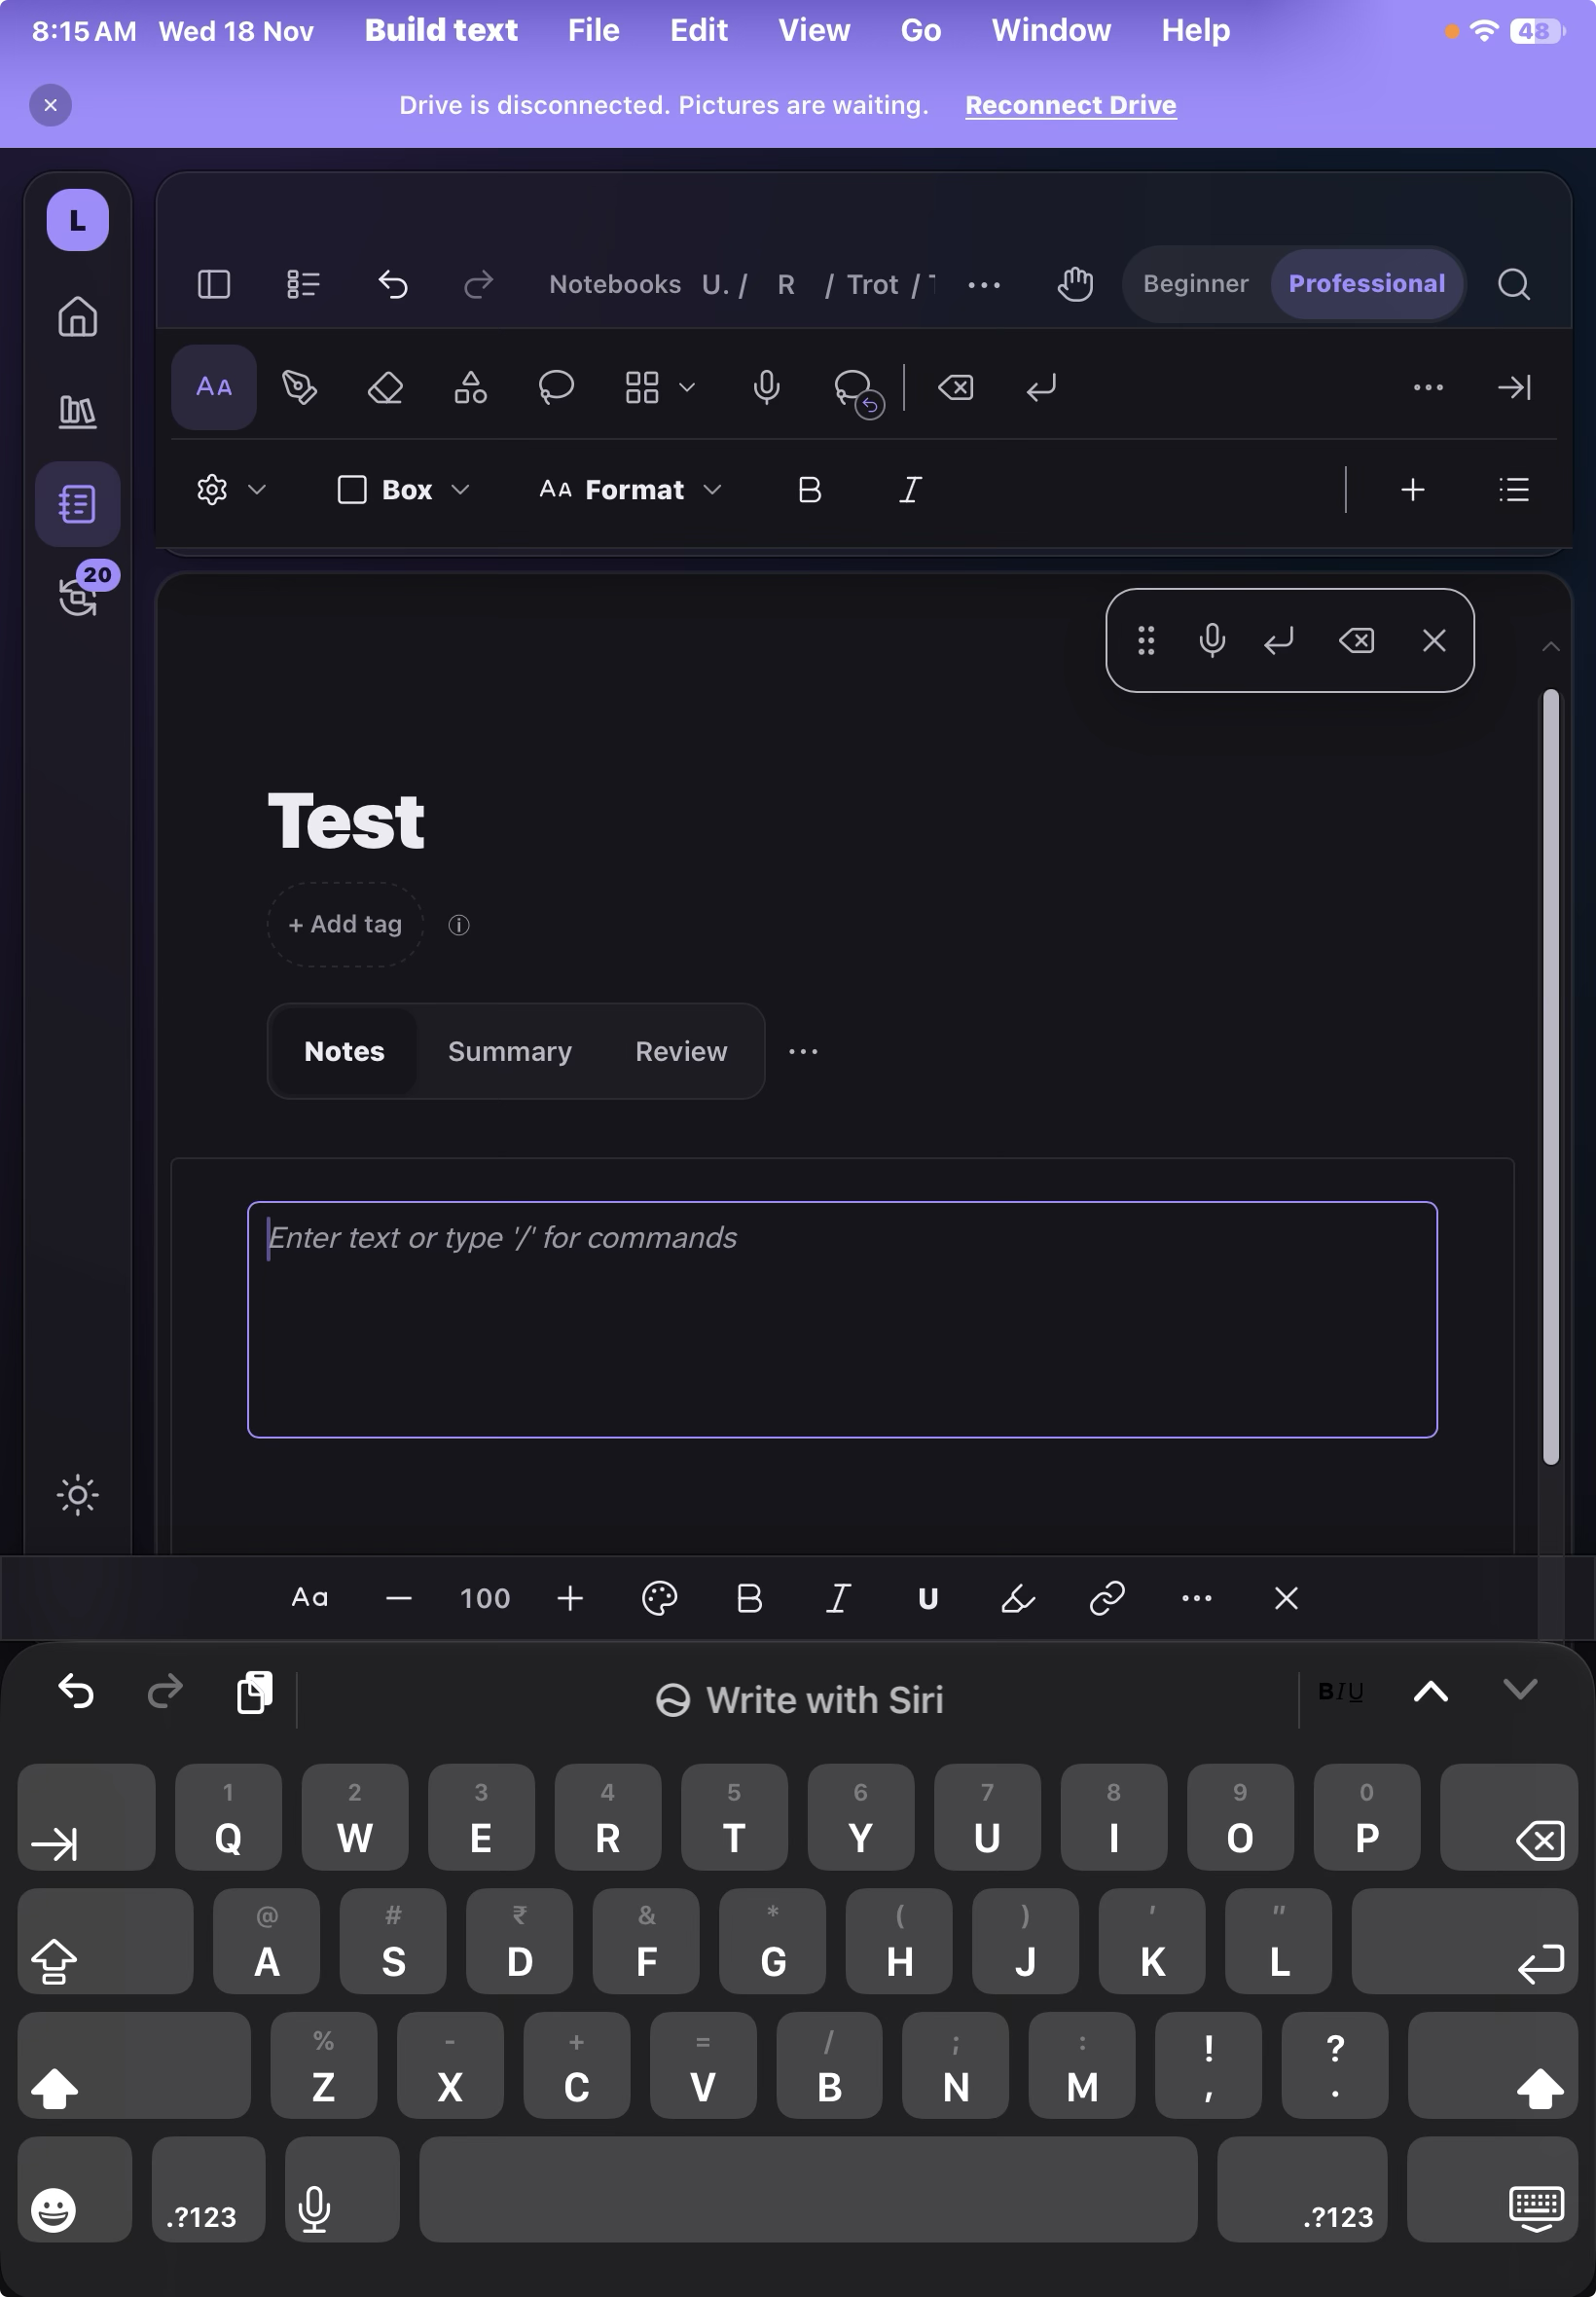 8:15 AM Wed 18 Nov Build text File Edit View Go Window Help 48
Drive is disconnected. Pictures are waiting. Reconnect Drive
L
Notebooks U. / R / Trot / Beginner Professional
AA
Box AA Format B I
20
Test
+ Add tag
Notes Summary Review
Enter text or type '/' for commands
Aa 100 B I U
Write with Siri BIU
1 2 3 4 5 6 7 8 9 0
Q W E R T Y U I O P
@ # ₹ & * ( ) ' "
A S D F G H J K L
% - + = / ; : ! ?
Z X C V B N M , .
.?123 .?123